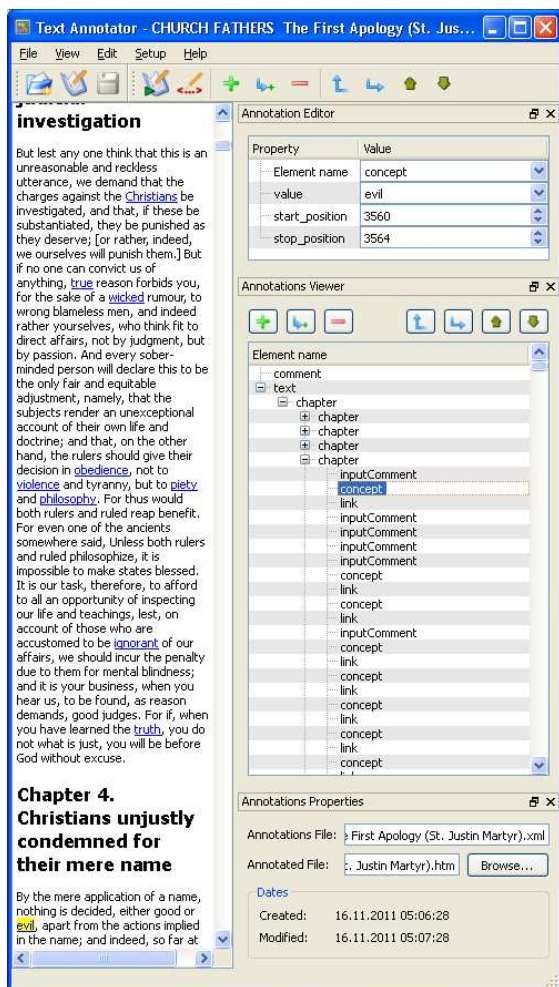 Text Annotator - CHURCH FATHERS The First Apology (St. Jus...
File View Edit Setup Help
judicial
investigation
But lest any one think that this is an
unreasonable and reckless
utterance, we demand that the
charges against the Christians be
investigated, and that, if these be
substantiated, they be punished as
they deserve; [or rather, indeed,
we ourselves will punish them.] But
if no one can convict us of
anything, true reason forbids you,
for the sake of a wicked rumour, to
wrong blameless men, and indeed
rather yourselves, who think fit to
direct affairs, not by judgment, but
by passion. And every sober-
minded person will declare this to be
the only fair and equitable
adjustment, namely, that the
subjects render an unexceptional
account of their own life and
doctrine; and that, on the other
hand, the rulers should give their
decision in obedience, not to
violence and tyranny, but to piety
and philosophy. For thus would
both rulers and ruled reap benefit.
For even one of the ancients
somewhere said, Unless both rulers
and ruled philosophize, it is
impossible to make states blessed.
It is our task, therefore, to afford
to all an opportunity of inspecting
our life and teachings, lest, on
account of those who are
accustomed to be ignorant of our
affairs, we should incur the penalty
due to them for mental blindness;
and it is your business, when you
hear us, to be found, as reason
demands, good judges. For if, when
you have learned the truth, you do
not what is just, you will be before
God without excuse.
Chapter 4.
Christians unjustly
condemned for
their mere name
By the mere application of a name,
nothing is decided, either good or
evil, apart from the actions implied
in the name; and indeed, so far at
Annotation Editor
Property Value
Element name concept
value evil
start_position 3560
stop_position 3564
Annotations Viewer
Element name
comment
text
chapter
chapter
chapter
chapter
chapter
inputComment
concept
link
inputComment
inputComment
inputComment
inputComment
concept
link
concept
link
inputComment
concept
link
concept
link
concept
link
concept
link
concept
link
Annotations Properties
Annotations File: e First Apology (St. Justin Martyr).xml
Annotated File: t. Justin Martyr).htm Browse...
Dates
Created: 16.11.2011 05:06:28
Modified: 16.11.2011 05:07:28